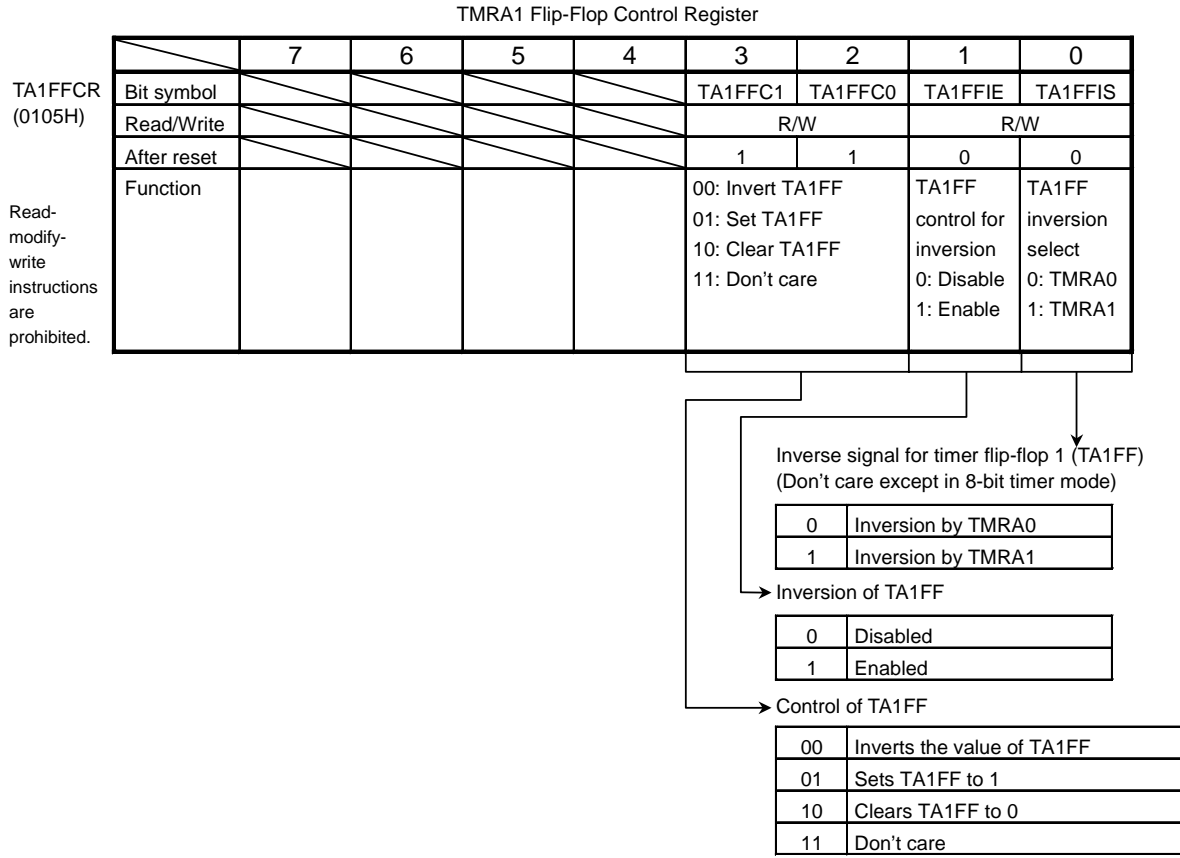 TMRA1 Flip-Flop Control Register
7 6 5 4 3 2 1 0
TA1FFCR
(0105H)
Bit symbol TA1FFC1 TA1FFC0 TA1FFIE TA1FFIS
Read/Write R/W R/W
After reset 1 1 0 0
Read-
modify-
write
instructions
are
prohibited.
Function
00: Invert TA1FF
01: Set TA1FF
10: Clear TA1FF
11: Don't care
TA1FF
control for
inversion
0: Disable
1: Enable
TA1FF
inversion
select
0: TMRA0
1: TMRA1
Inverse signal for timer flip-flop 1 (TA1FF)
(Don't care except in 8-bit timer mode)
0 Inversion by TMRA0
1 Inversion by TMRA1
Inversion of TA1FF
0 Disabled
1 Enabled
Control of TA1FF
00 Inverts the value of TA1FF
01 Sets TA1FF to 1
10 Clears TA1FF to 0
11 Don't care